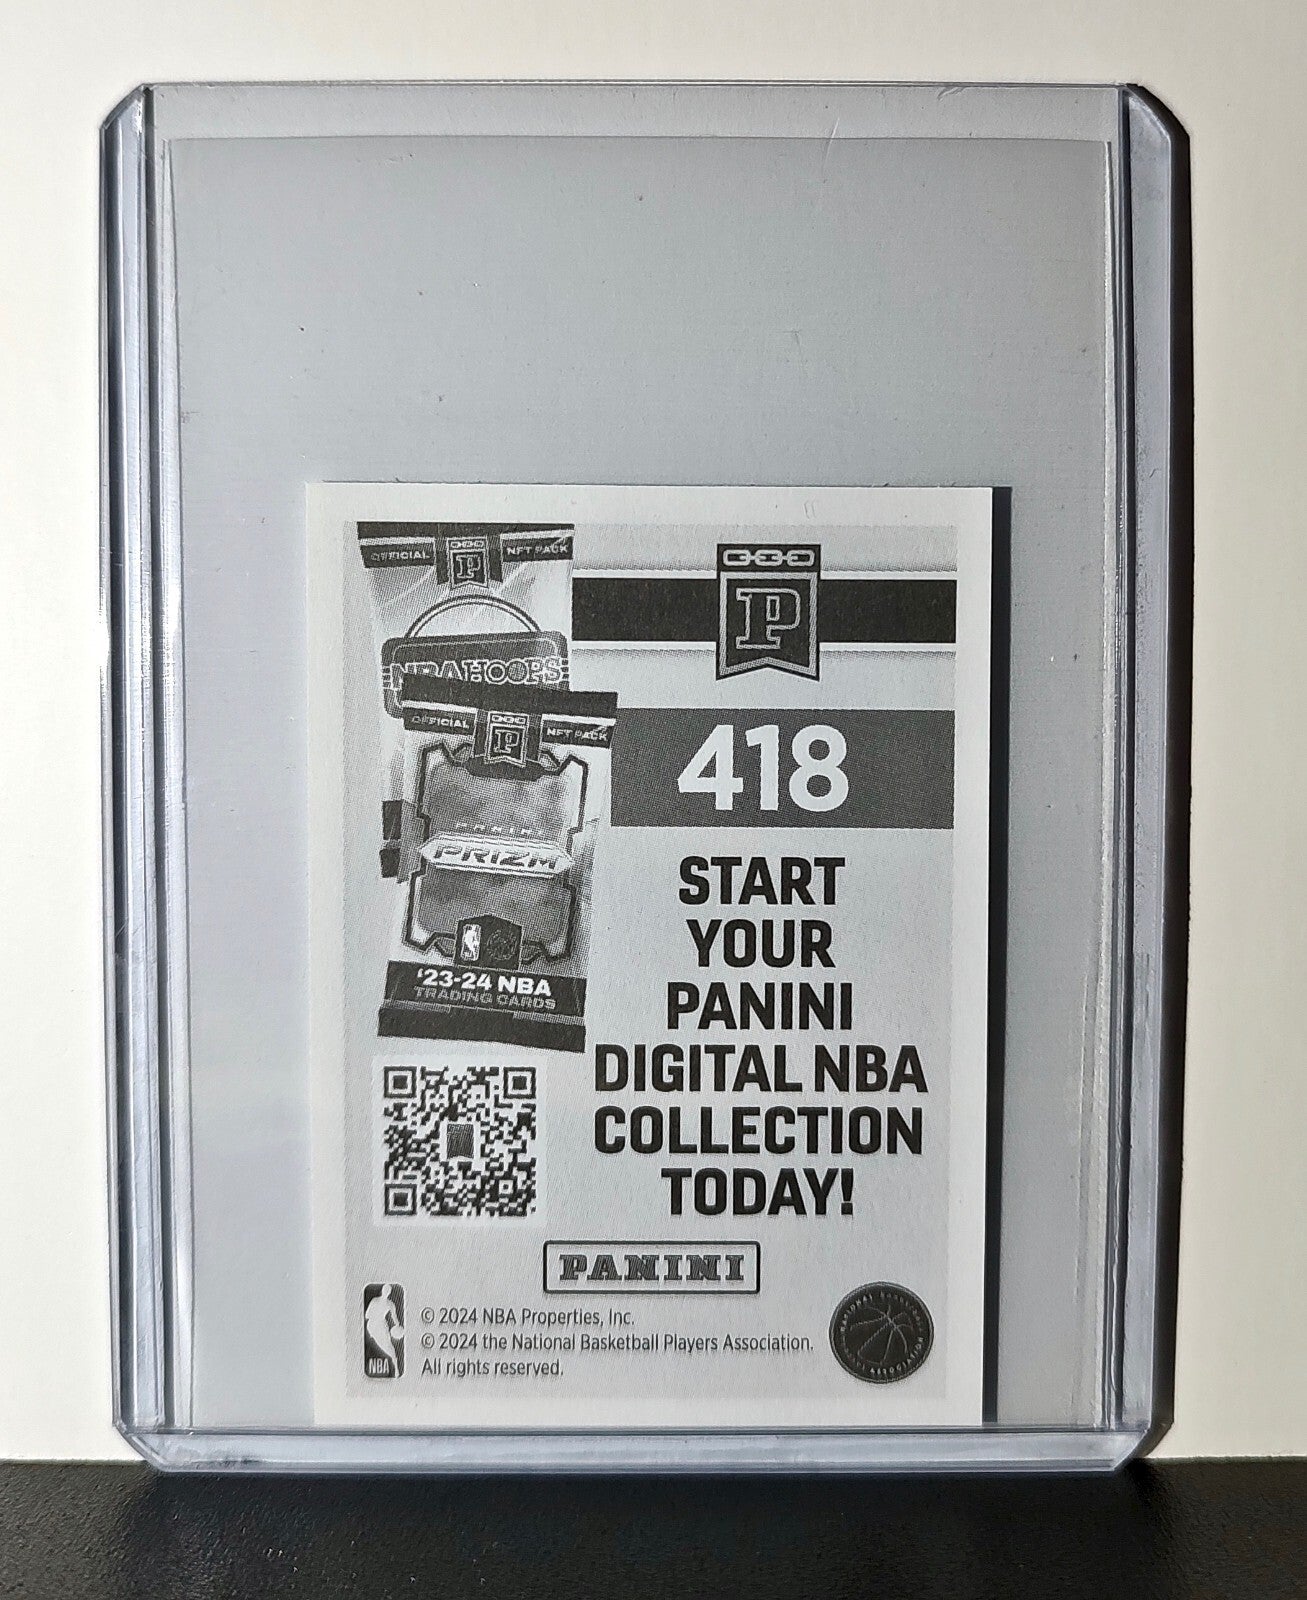 OFFICIAL P NFT PACK
NBA HOOPS
OFFICIAL P NFT PACK
PANINI
PRIZM
'23-24 NBA
TRADING CARDS
P
418
START
YOUR
PANINI
DIGITAL NBA
COLLECTION
TODAY!
PANINI
NBA
© 2024 NBA Properties, Inc.
© 2024 the National Basketball Players Association.
All rights reserved.